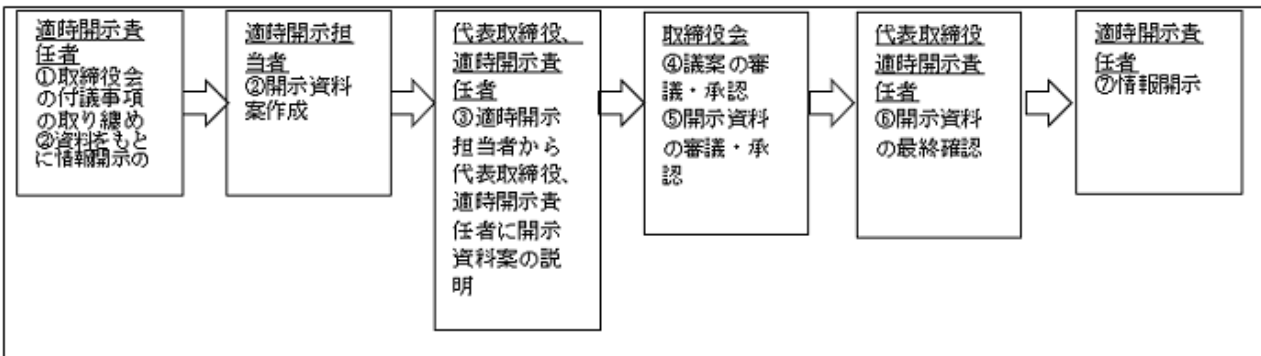 適時開示責
任者
①取締役会
の付議事項
の取り纏め
②資料をもと
に情報開示の
適時開示担
当者
②開示資料
案作成
代表取締役、
適時開示責
任者
③適時開示
担当者から
代表取締役、
適時開示責
任者に開示
資料案の説
明
取締役会
④議案の審
議・承認
⑤開示資料
の審議・承
認
代表取締役
適時開示責
任者
⑥開示資料
の最終確認
適時開示責
任者
⑦情報開示